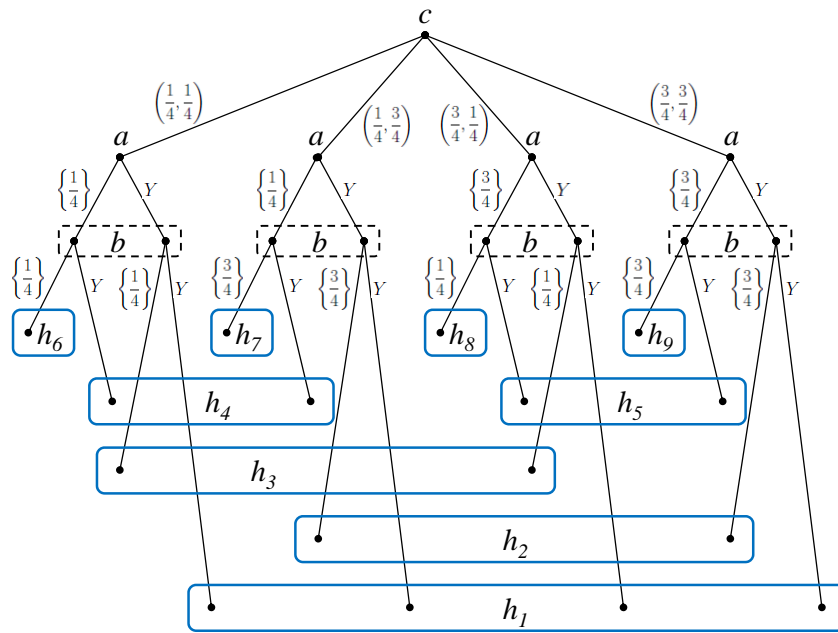 c
(1/4, 1/4) (1/4, 3/4) (3/4, 1/4) (3/4, 3/4)
a a a a
{1/4} Y {1/4} Y {3/4} Y {3/4} Y
b b b b
{1/4} Y {1/4} Y {3/4} Y {3/4} Y {1/4} Y {1/4} Y {3/4} Y {3/4} Y
h6 h7 h8 h9
h4 h5
h3
h2
h1